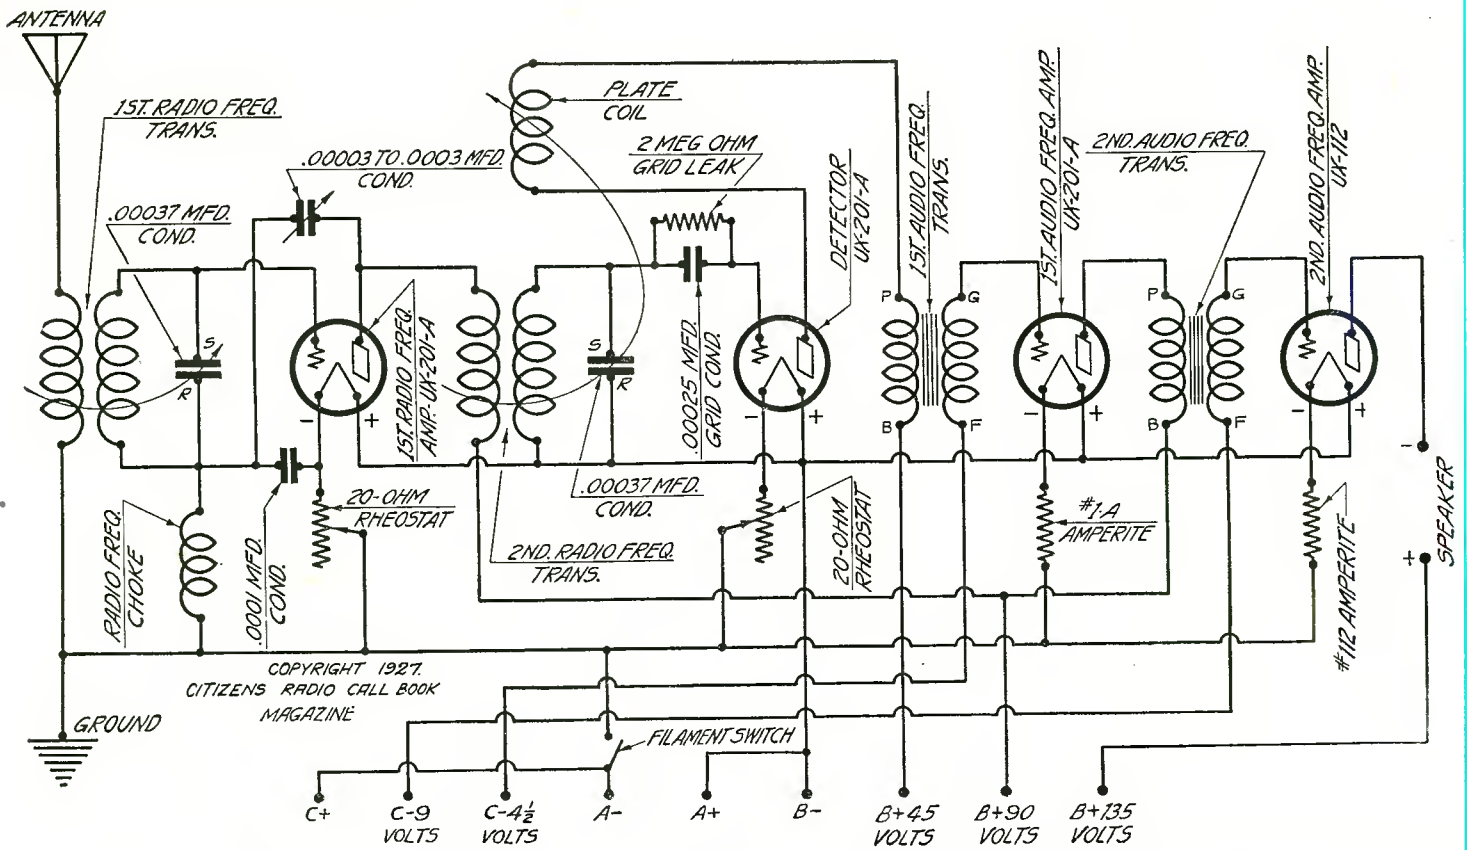 ANTENNA
1ST. RADIO FREQ.
TRANS.
.00003 TO .0003 MFD.
COND.
.00037 MFD.
COND.
PLATE
COIL
2 MEG OHM
GRID LEAK
DETECTOR
UX-201-A
1ST. AUDIO FREQ.
TRANS.
1ST. AUDIO FREQ. AMP.
UX-201-A
2ND. AUDIO FREQ.
TRANS.
2ND. AUDIO FREQ. AMP.
UX-112
S
R
- +
1ST. RADIO FREQ.
AMP. UX-201-A
S
R
.00025 MFD.
GRID COND.
- +
P G
B F
- +
P G
B F
- +
RADIO FREQ.
CHOKE
.0001 MFD.
COND.
20-OHM
RHEOSTAT
2ND. RADIO FREQ.
TRANS.
.00037 MFD.
COND.
20-OHM
RHEOSTAT
#1-A
AMPERITE
#112 AMPERITE
-
+
SPEAKER
COPYRIGHT 1927.
CITIZENS RADIO CALL BOOK
MAGAZINE
GROUND
FILAMENT SWITCH
C+
C-9
VOLTS
C-4½
VOLTS
A-
A+
B-
B+45
VOLTS
B+90
VOLTS
B+135
VOLTS